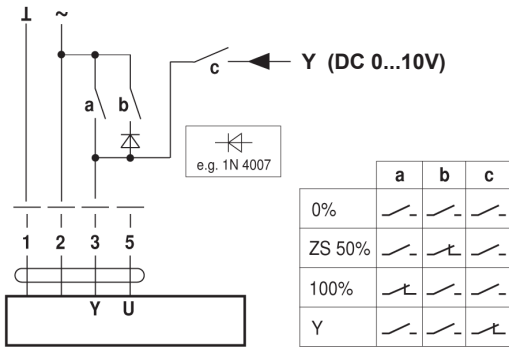 ⊥ ~
Y (DC 0...10V)
c
a b
e.g. 1N 4007
1 2 3 5
Y U
a b c
0%
ZS 50%
100%
Y